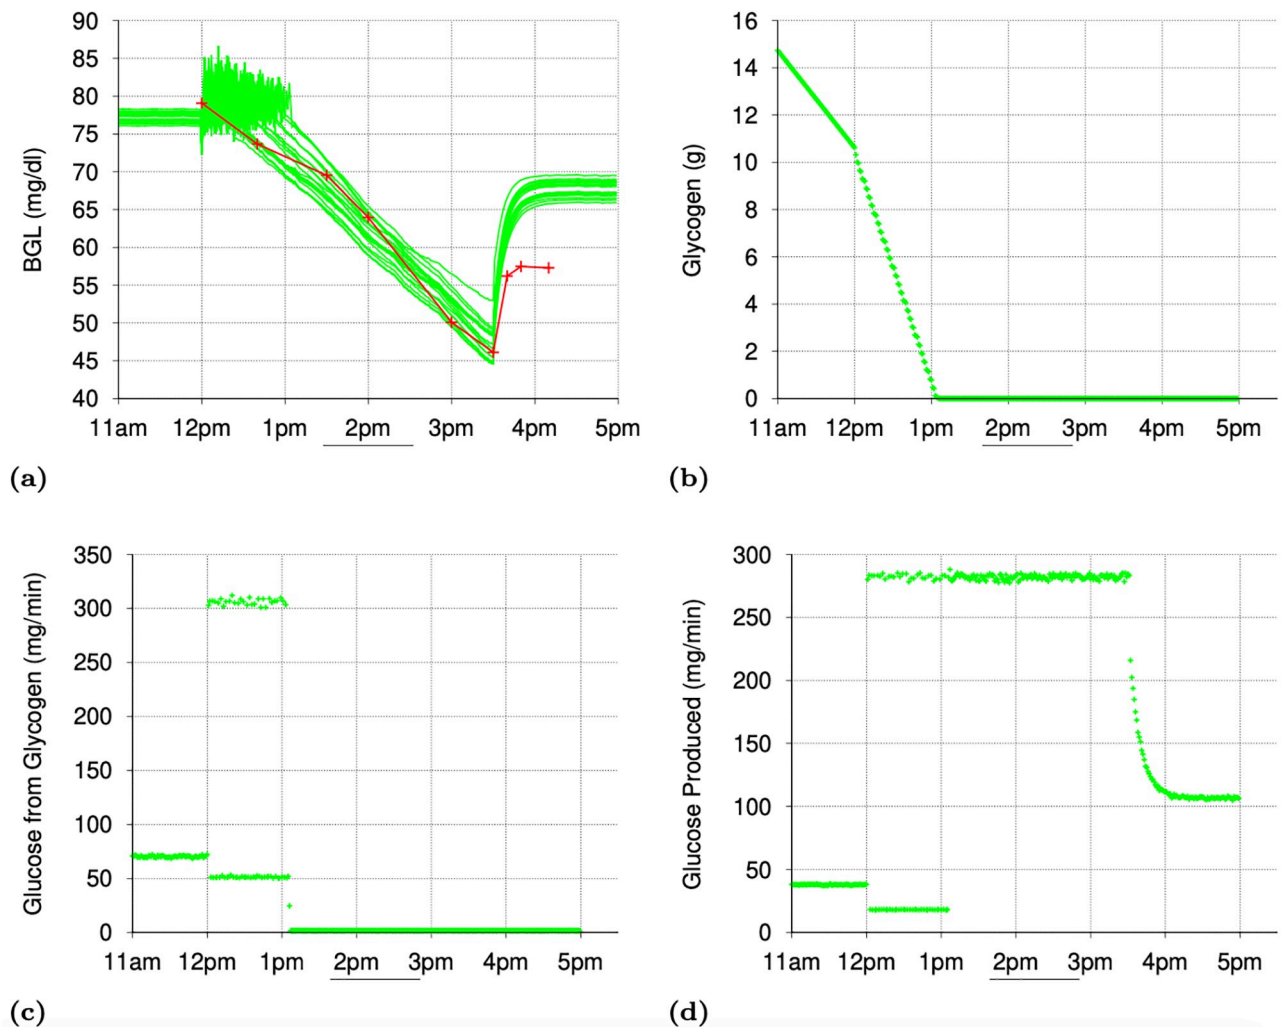 90
85
80
75
70
65
60
55
50
45
40
BGL (mg/dl)
11am 12pm 1pm 2pm 3pm 4pm 5pm
(a)
16
14
12
10
8
6
4
2
0
Glycogen (g)
11am 12pm 1pm 2pm 3pm 4pm 5pm
(b)
350
300
250
200
150
100
50
0
Glucose from Glycogen (mg/min)
11am 12pm 1pm 2pm 3pm 4pm 5pm
(c)
300
250
200
150
100
50
0
Glucose Produced (mg/min)
11am 12pm 1pm 2pm 3pm 4pm 5pm
(d)